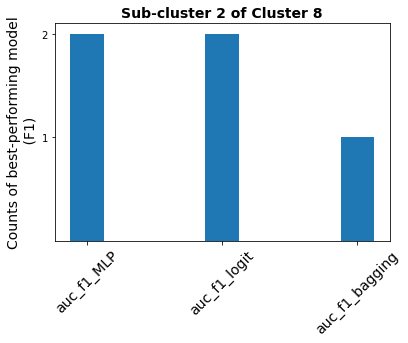 Sub-cluster 2 of Cluster 8
Counts of best-performing model
(F1)
2
1
auc_f1_MLP
auc_f1_logit
auc_f1_bagging